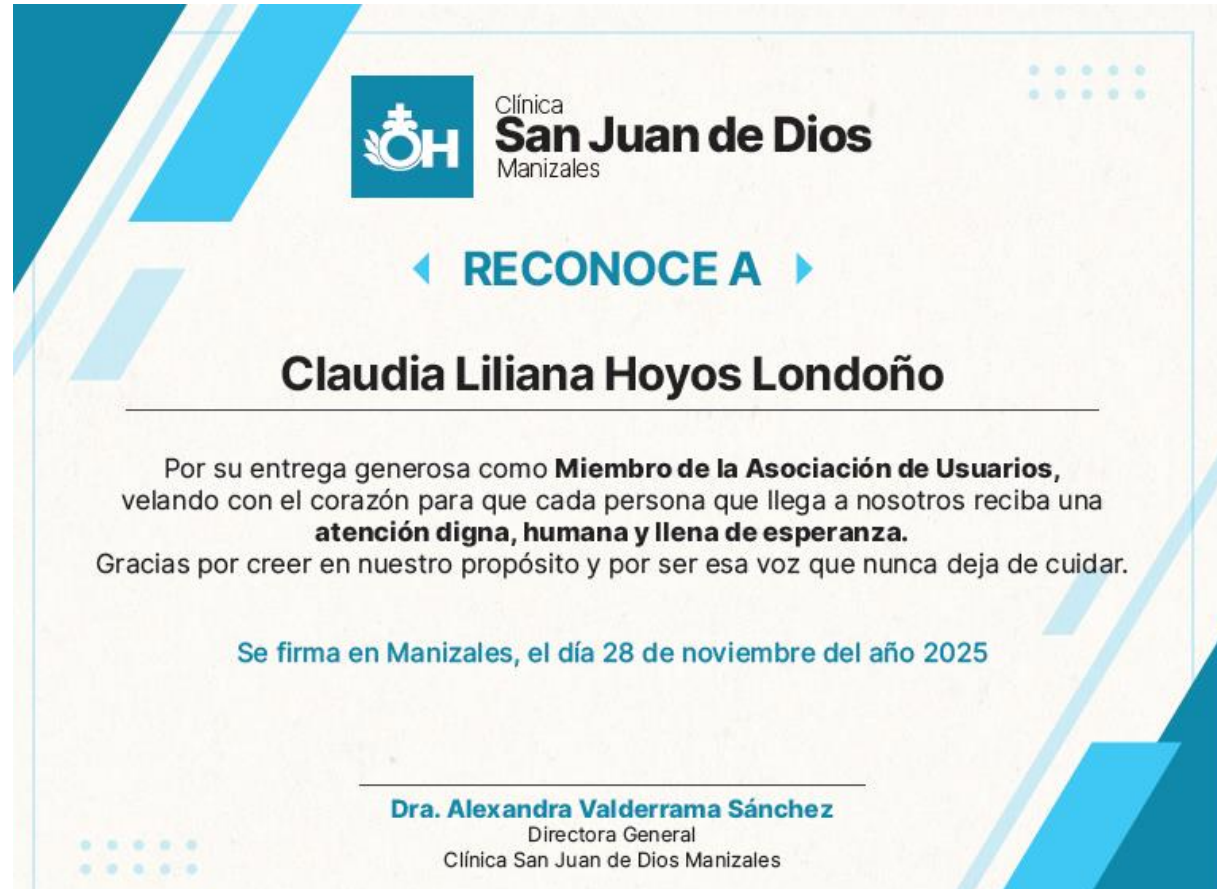 ÔH
Clínica
San Juan de Dios
Manizales
RECONOCE A
Claudia Liliana Hoyos Londoño
Por su entrega generosa como Miembro de la Asociación de Usuarios,
velando con el corazón para que cada persona que llega a nosotros reciba una
atención digna, humana y llena de esperanza.
Gracias por creer en nuestro propósito y por ser esa voz que nunca deja de cuidar.
Se firma en Manizales, el día 28 de noviembre del año 2025
Dra. Alexandra Valderrama Sánchez
Directora General
Clínica San Juan de Dios Manizales